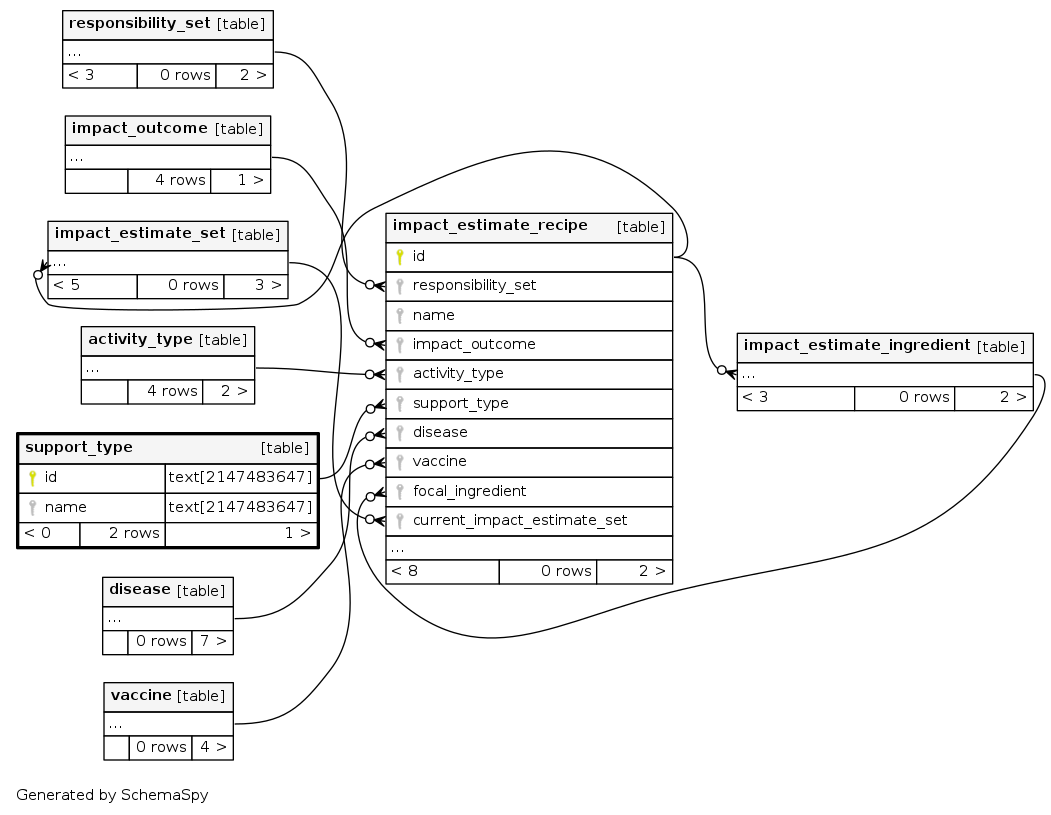 responsibility_set [table]
...
< 3 0 rows 2 >
impact_outcome [table]
...
4 rows 1 >
impact_estimate_set [table]
...
< 5 0 rows 3 >
activity_type [table]
...
4 rows 2 >
support_type [table]
id text[2147483647]
name text[2147483647]
< 0 2 rows 1 >
disease [table]
...
0 rows 7 >
vaccine [table]
...
0 rows 4 >
impact_estimate_recipe [table]
id
responsibility_set
name
impact_outcome
activity_type
support_type
disease
vaccine
focal_ingredient
current_impact_estimate_set
...
< 8 0 rows 2 >
impact_estimate_ingredient [table]
...
< 3 0 rows 2 >
Generated by SchemaSpy